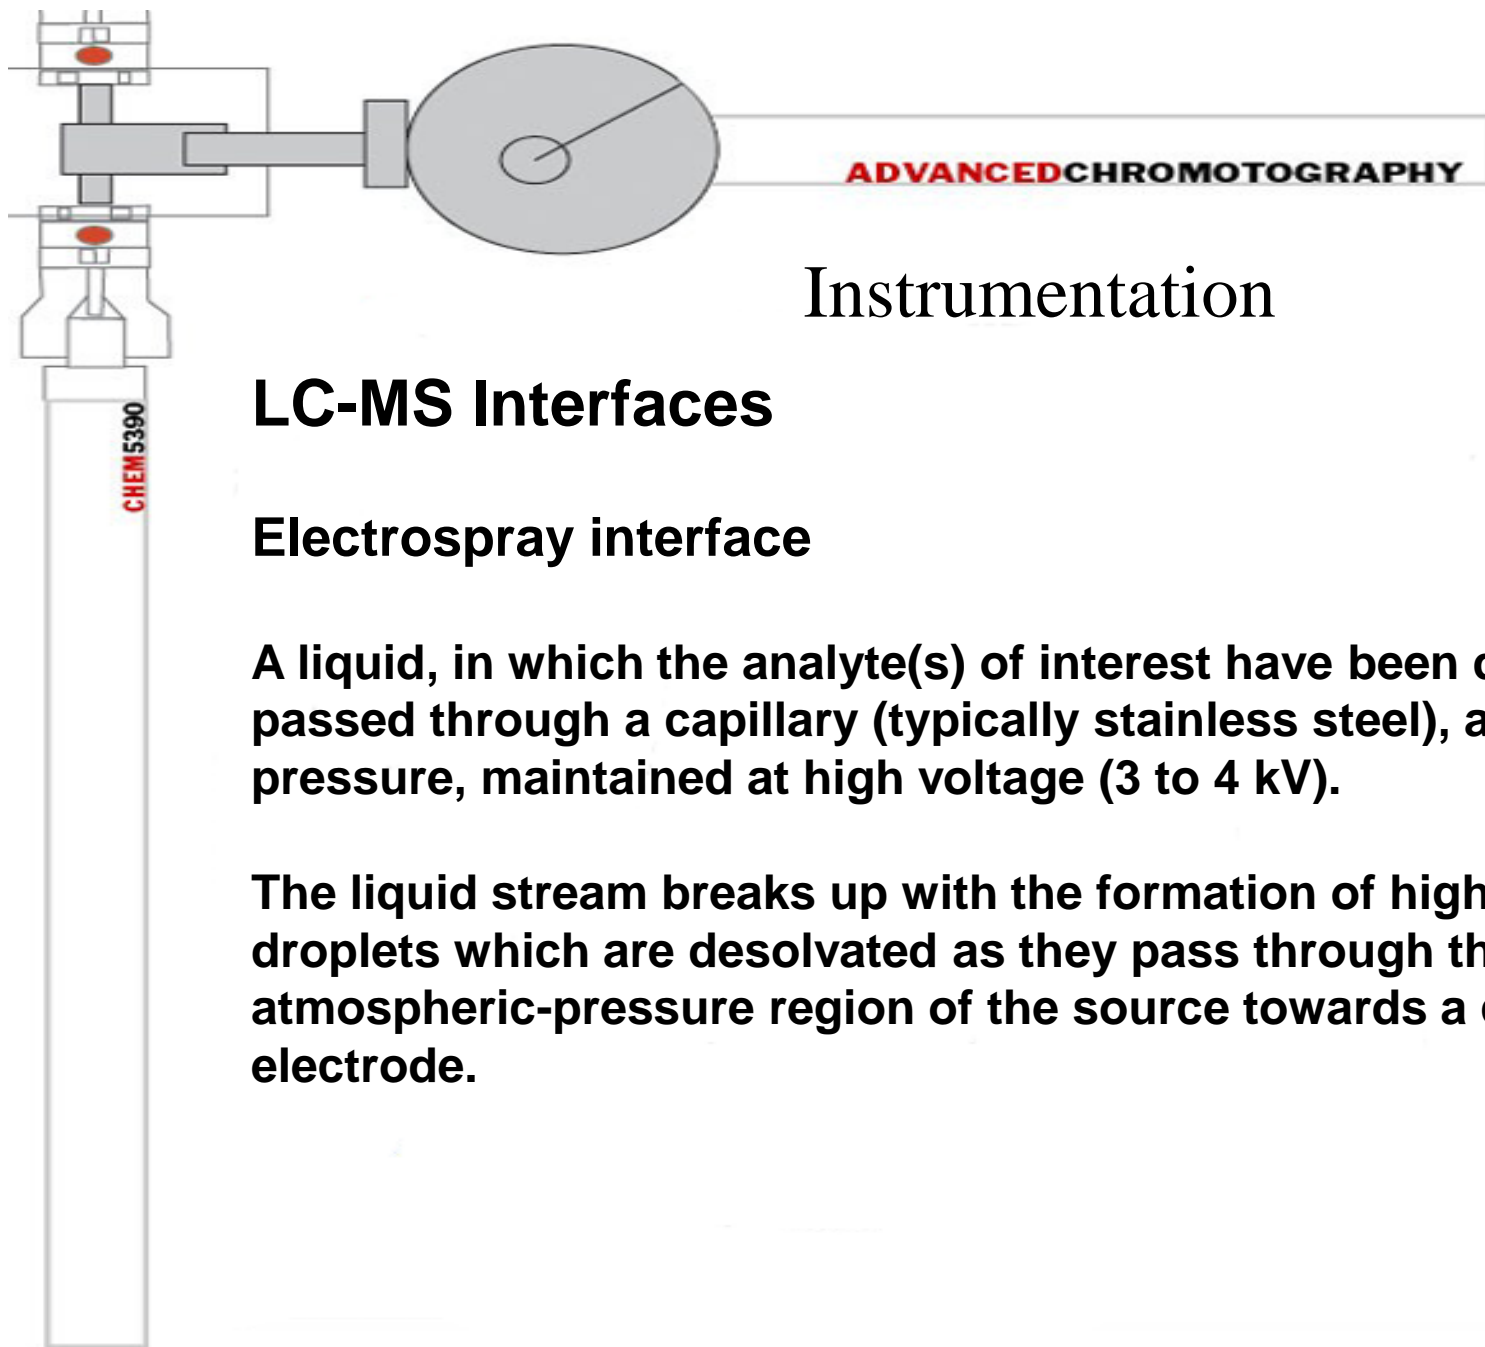 ADVANCEDCHROMOTOGRAPHY
Instrumentation
LC-MS Interfaces
CHEM5390
Electrospray interface
A liquid, in which the analyte(s) of interest have been
passed through a capillary (typically stainless steel),
pressure, maintained at high voltage (3 to 4 kV).
The liquid stream breaks up with the formation of high
droplets which are desolvated as they pass through
atmospheric-pressure region of the source towards a
electrode.